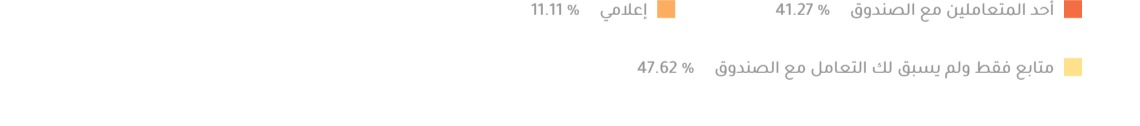 أحد المتعاملين مع الصندوق 41.27 % إعلامي 11.11 %
متابع فقط ولم يسبق لك التعامل مع الصندوق 47.62 %